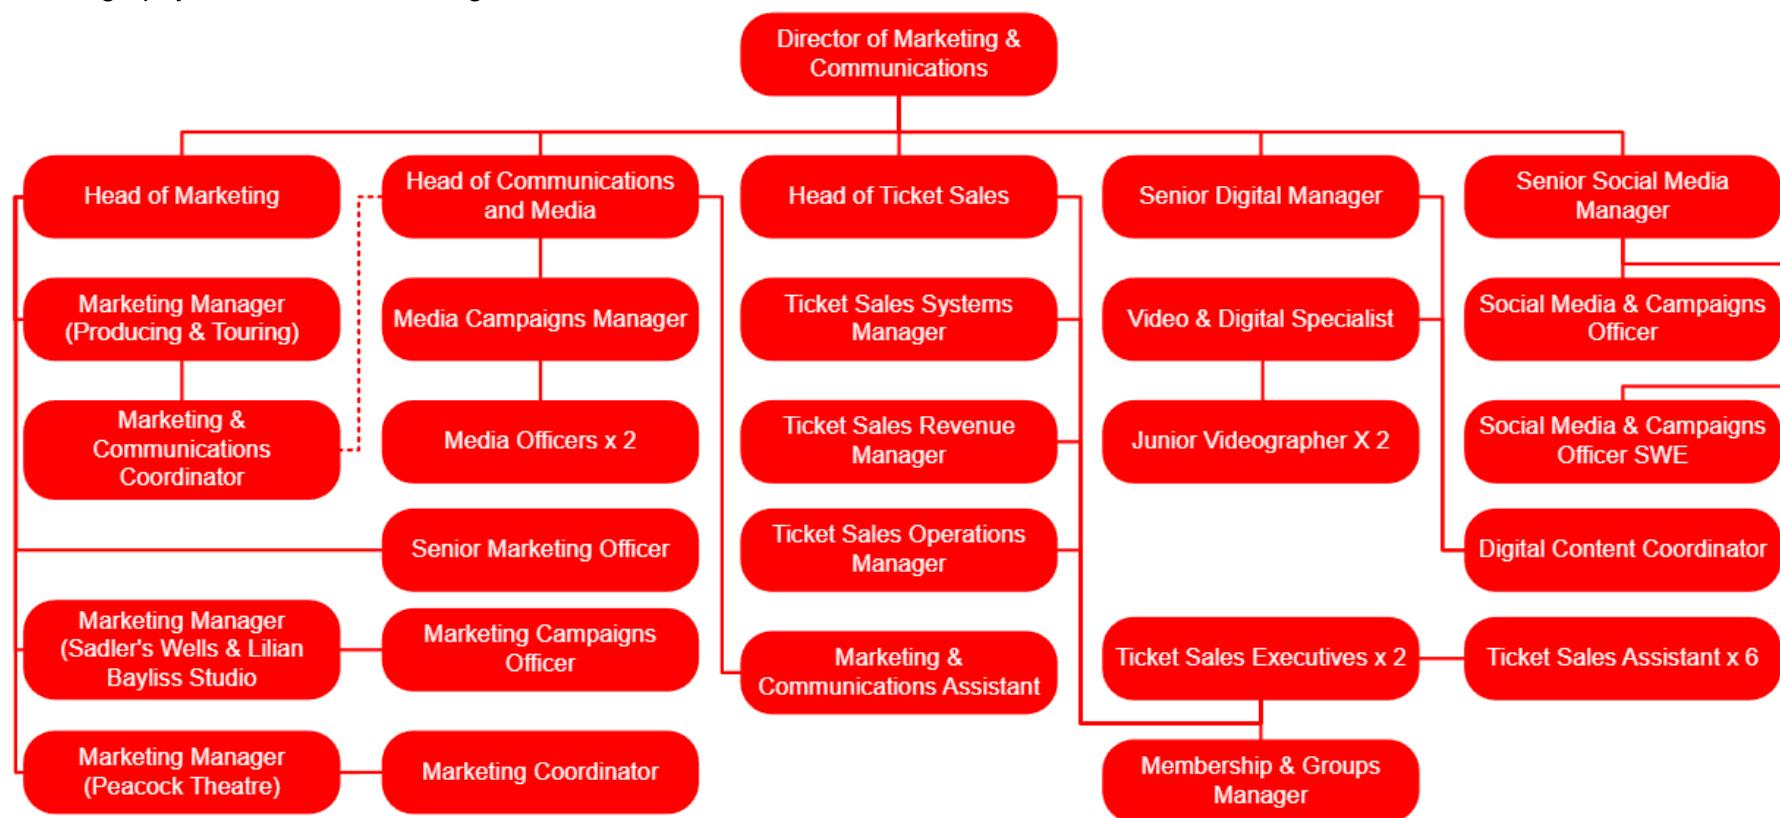 Director of Marketing &
Communications
Head of Marketing
Head of Communications
and Media
Head of Ticket Sales
Senior Digital Manager
Senior Social Media
Manager
Marketing Manager
(Producing & Touring)
Media Campaigns Manager
Ticket Sales Systems
Manager
Video & Digital Specialist
Social Media & Campaigns
Officer
Marketing &
Communications
Coordinator
Media Officers x 2
Ticket Sales Revenue
Manager
Junior Videographer X 2
Social Media & Campaigns
Officer SWE
Senior Marketing Officer
Ticket Sales Operations
Manager
Digital Content Coordinator
Marketing Manager
(Sadler's Wells & Lilian
Bayliss Studio
Marketing Campaigns
Officer
Marketing &
Communications Assistant
Ticket Sales Executives x 2
Ticket Sales Assistant x 6
Marketing Manager
(Peacock Theatre)
Marketing Coordinator
Membership & Groups
Manager